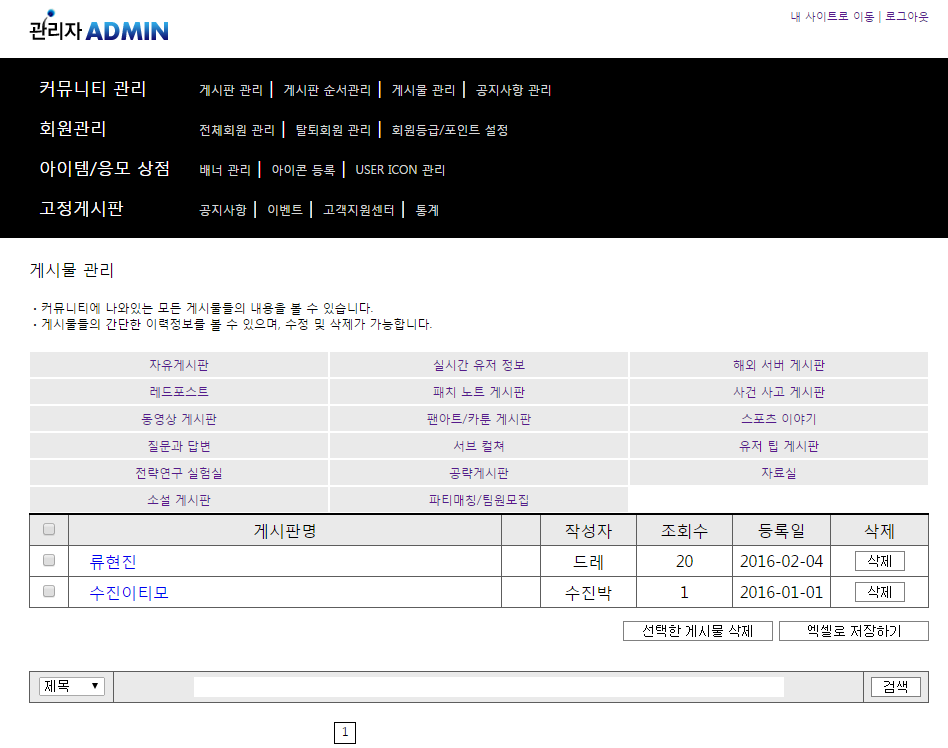 관리자 ADMIN
내 사이트로 이동 | 로그아웃
커뮤니티 관리 게시판 관리 | 게시판 순서관리 | 게시물 관리 | 공지사항 관리
회원관리 전체회원 관리 | 탈퇴회원 관리 | 회원등급/포인트 설정
아이템/응모 상점 배너 관리 | 아이콘 등록 | USER ICON 관리
고정게시판 공지사항 | 이벤트 | 고객지원센터 | 통계
게시물 관리
· 커뮤니티에 나와있는 모든 게시물들의 내용을 볼 수 있습니다.
· 게시물들의 간단한 이력정보를 볼 수 있으며, 수정 및 삭제가 가능합니다.
자유게시판 실시간 유저 정보 해외 서버 게시판
레드포스트 패치 노트 게시판 사건 사고 게시판
동영상 게시판 팬아트/카툰 게시판 스포츠 이야기
질문과 답변 서브 컬쳐 유저 팁 게시판
전략연구 실험실 공략게시판 자료실
소설 게시판 파티매칭/팀원모집
게시판명 작성자 조회수 등록일 삭제
류현진 드레 20 2016-02-04 삭제
수진이티모 수진박 1 2016-01-01 삭제
선택한 게시물 삭제 엑셀로 저장하기
제목 ▼ 검색
1